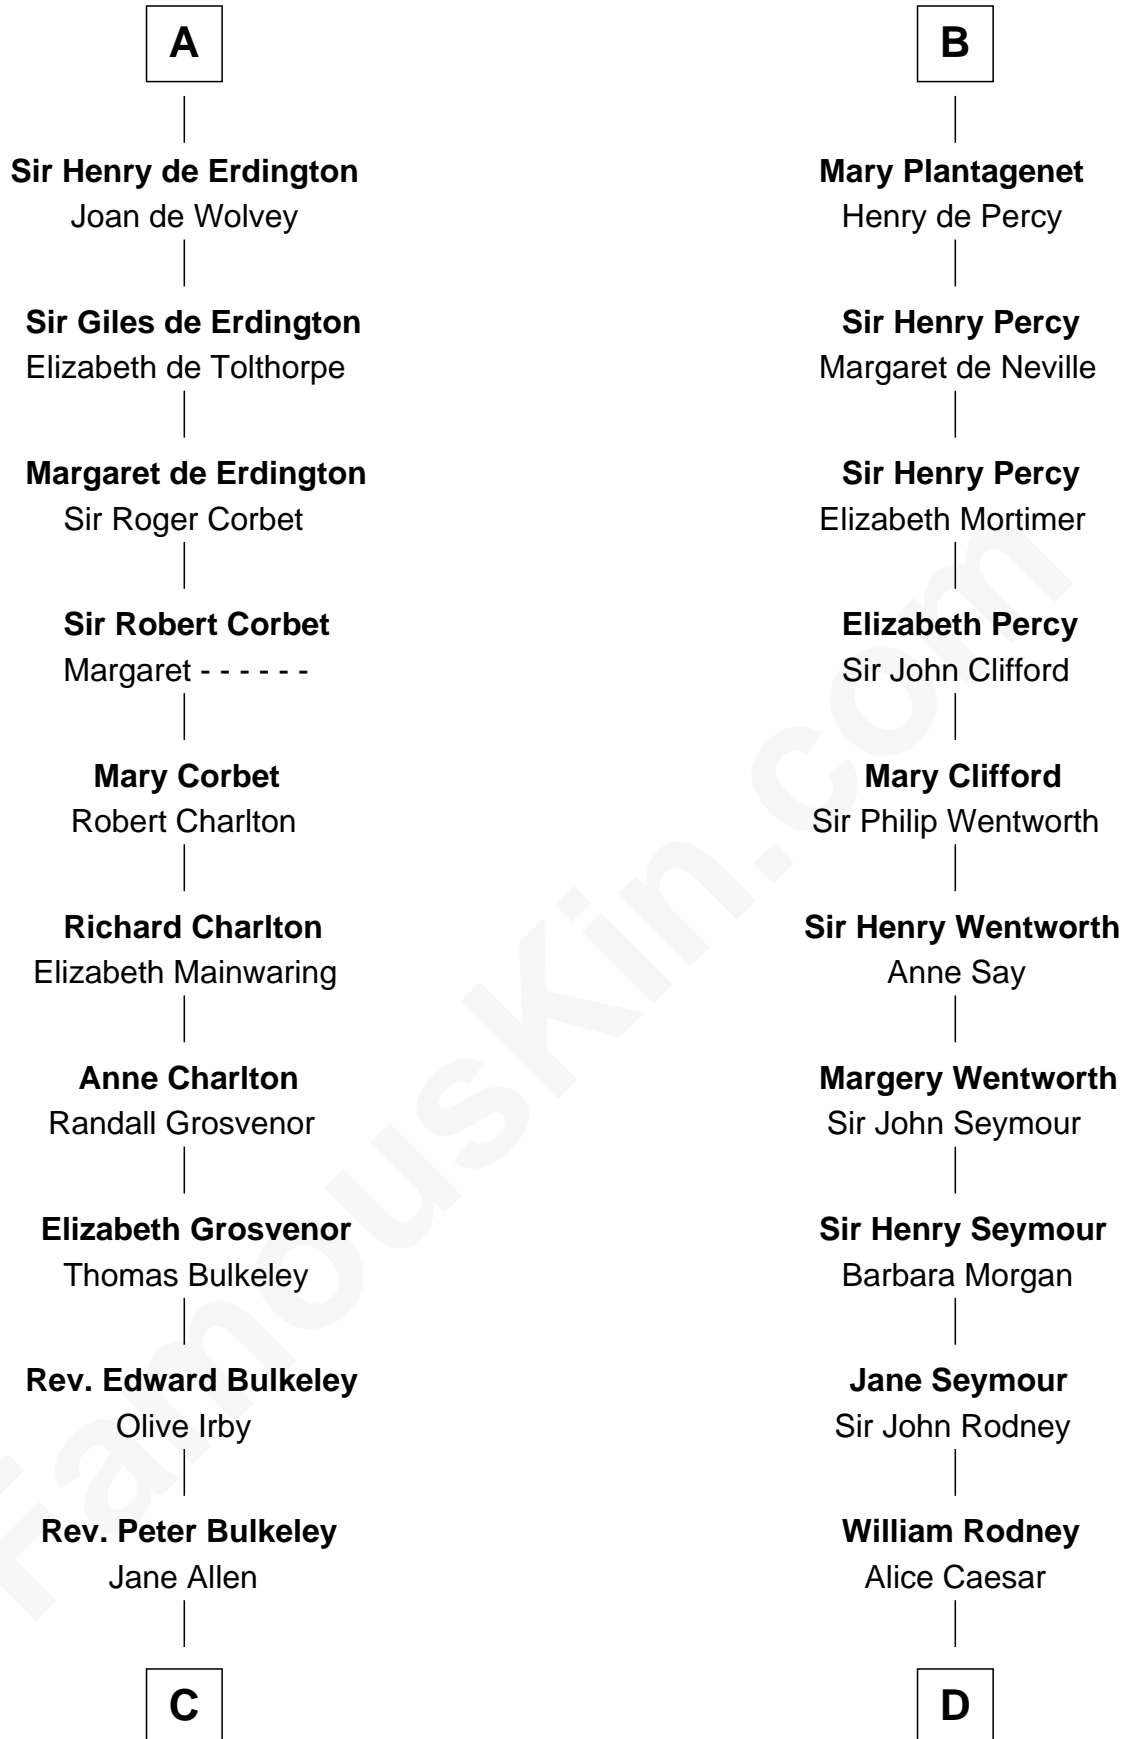 A
Sir Henry de Erdington
Joan de Wolvey
Sir Giles de Erdington
Elizabeth de Tolthorpe
Margaret de Erdington
Sir Roger Corbet
Sir Robert Corbet
Margaret - - - - - -
Mary Corbet
Robert Charlton
Richard Charlton
Elizabeth Mainwaring
Anne Charlton
Randall Grosvenor
Elizabeth Grosvenor
Thomas Bulkeley
Rev. Edward Bulkeley
Olive Irby
Rev. Peter Bulkeley
Jane Allen
C
B
Mary Plantagenet
Henry de Percy
Sir Henry Percy
Margaret de Neville
Sir Henry Percy
Elizabeth Mortimer
Elizabeth Percy
Sir John Clifford
Mary Clifford
Sir Philip Wentworth
Sir Henry Wentworth
Anne Say
Margery Wentworth
Sir John Seymour
Sir Henry Seymour
Barbara Morgan
Jane Seymour
Sir John Rodney
William Rodney
Alice Caesar
D
FamousKin.com